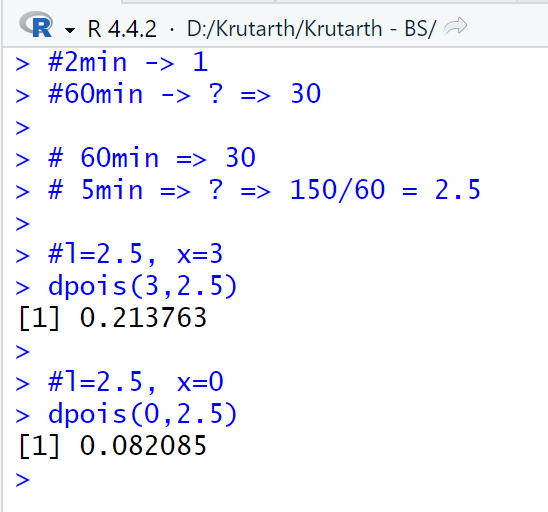 R R 4.4.2 · D:/Krutarth/Krutarth - BS/
> #2min -> 1
> #60min -> ? => 30
>
> # 60min => 30
> # 5min => ? => 150/60 = 2.5
>
> #l=2.5, x=3
> dpois(3,2.5)
[1] 0.213763
>
> #l=2.5, x=0
> dpois(0,2.5)
[1] 0.082085
>